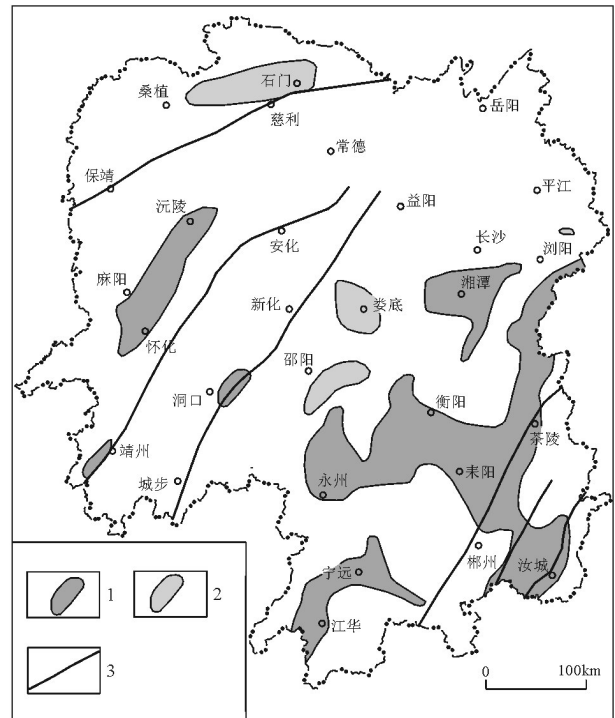 石门
桑植
慈利
岳阳
常德
保靖
平江
益阳
沅陵
安化
长沙
浏阳
麻阳
湘潭
新化
娄底
怀化
邵阳
洞口
衡阳
茶陵
靖州
耒阳
城步
永州
郴州
宁远
汝城
江华
1
2
3
0 100km